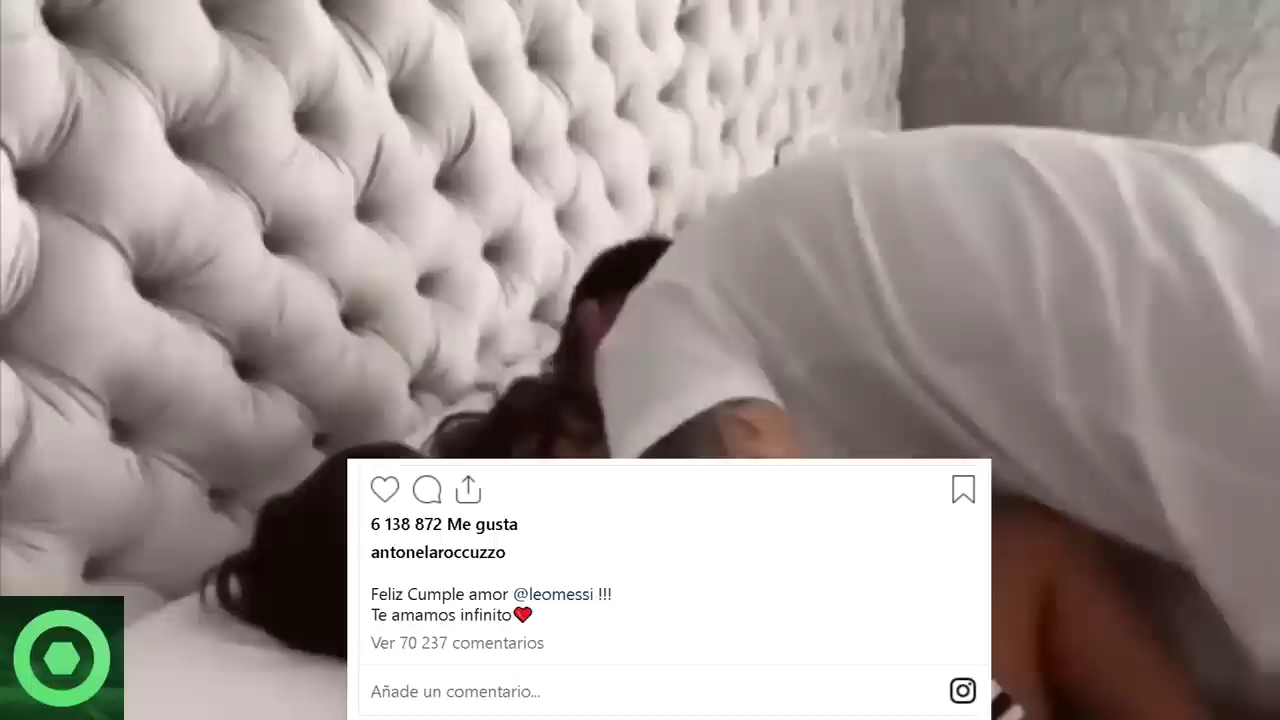 6 138 872 Me gusta
antonelaroccuzzo
Feliz Cumple amor @leomessi !!!
Te amamos infinito❤
Ver 70 237 comentarios
Añade un comentario...